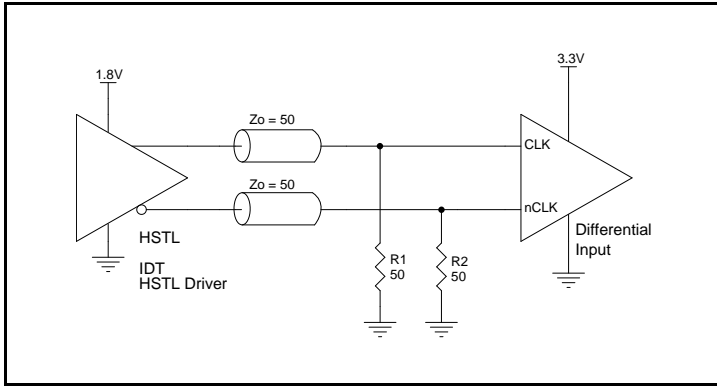 1.8V
3.3V
Zo = 50
CLK
Zo = 50
nCLK
HSTL
IDT
HSTL Driver
R1
50
R2
50
Differential
Input